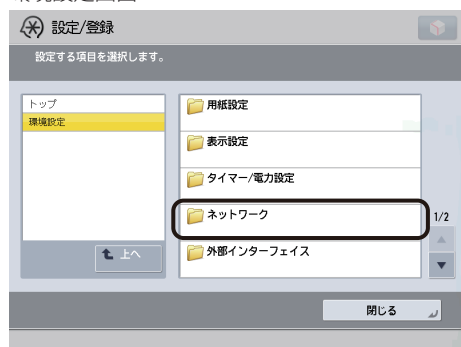 設定/登録
設定する項目を選択します。
トップ
環境設定
上へ
用紙設定
表示設定
タイマー/電力設定
ネットワーク
外部インターフェイス
1/2
閉じる